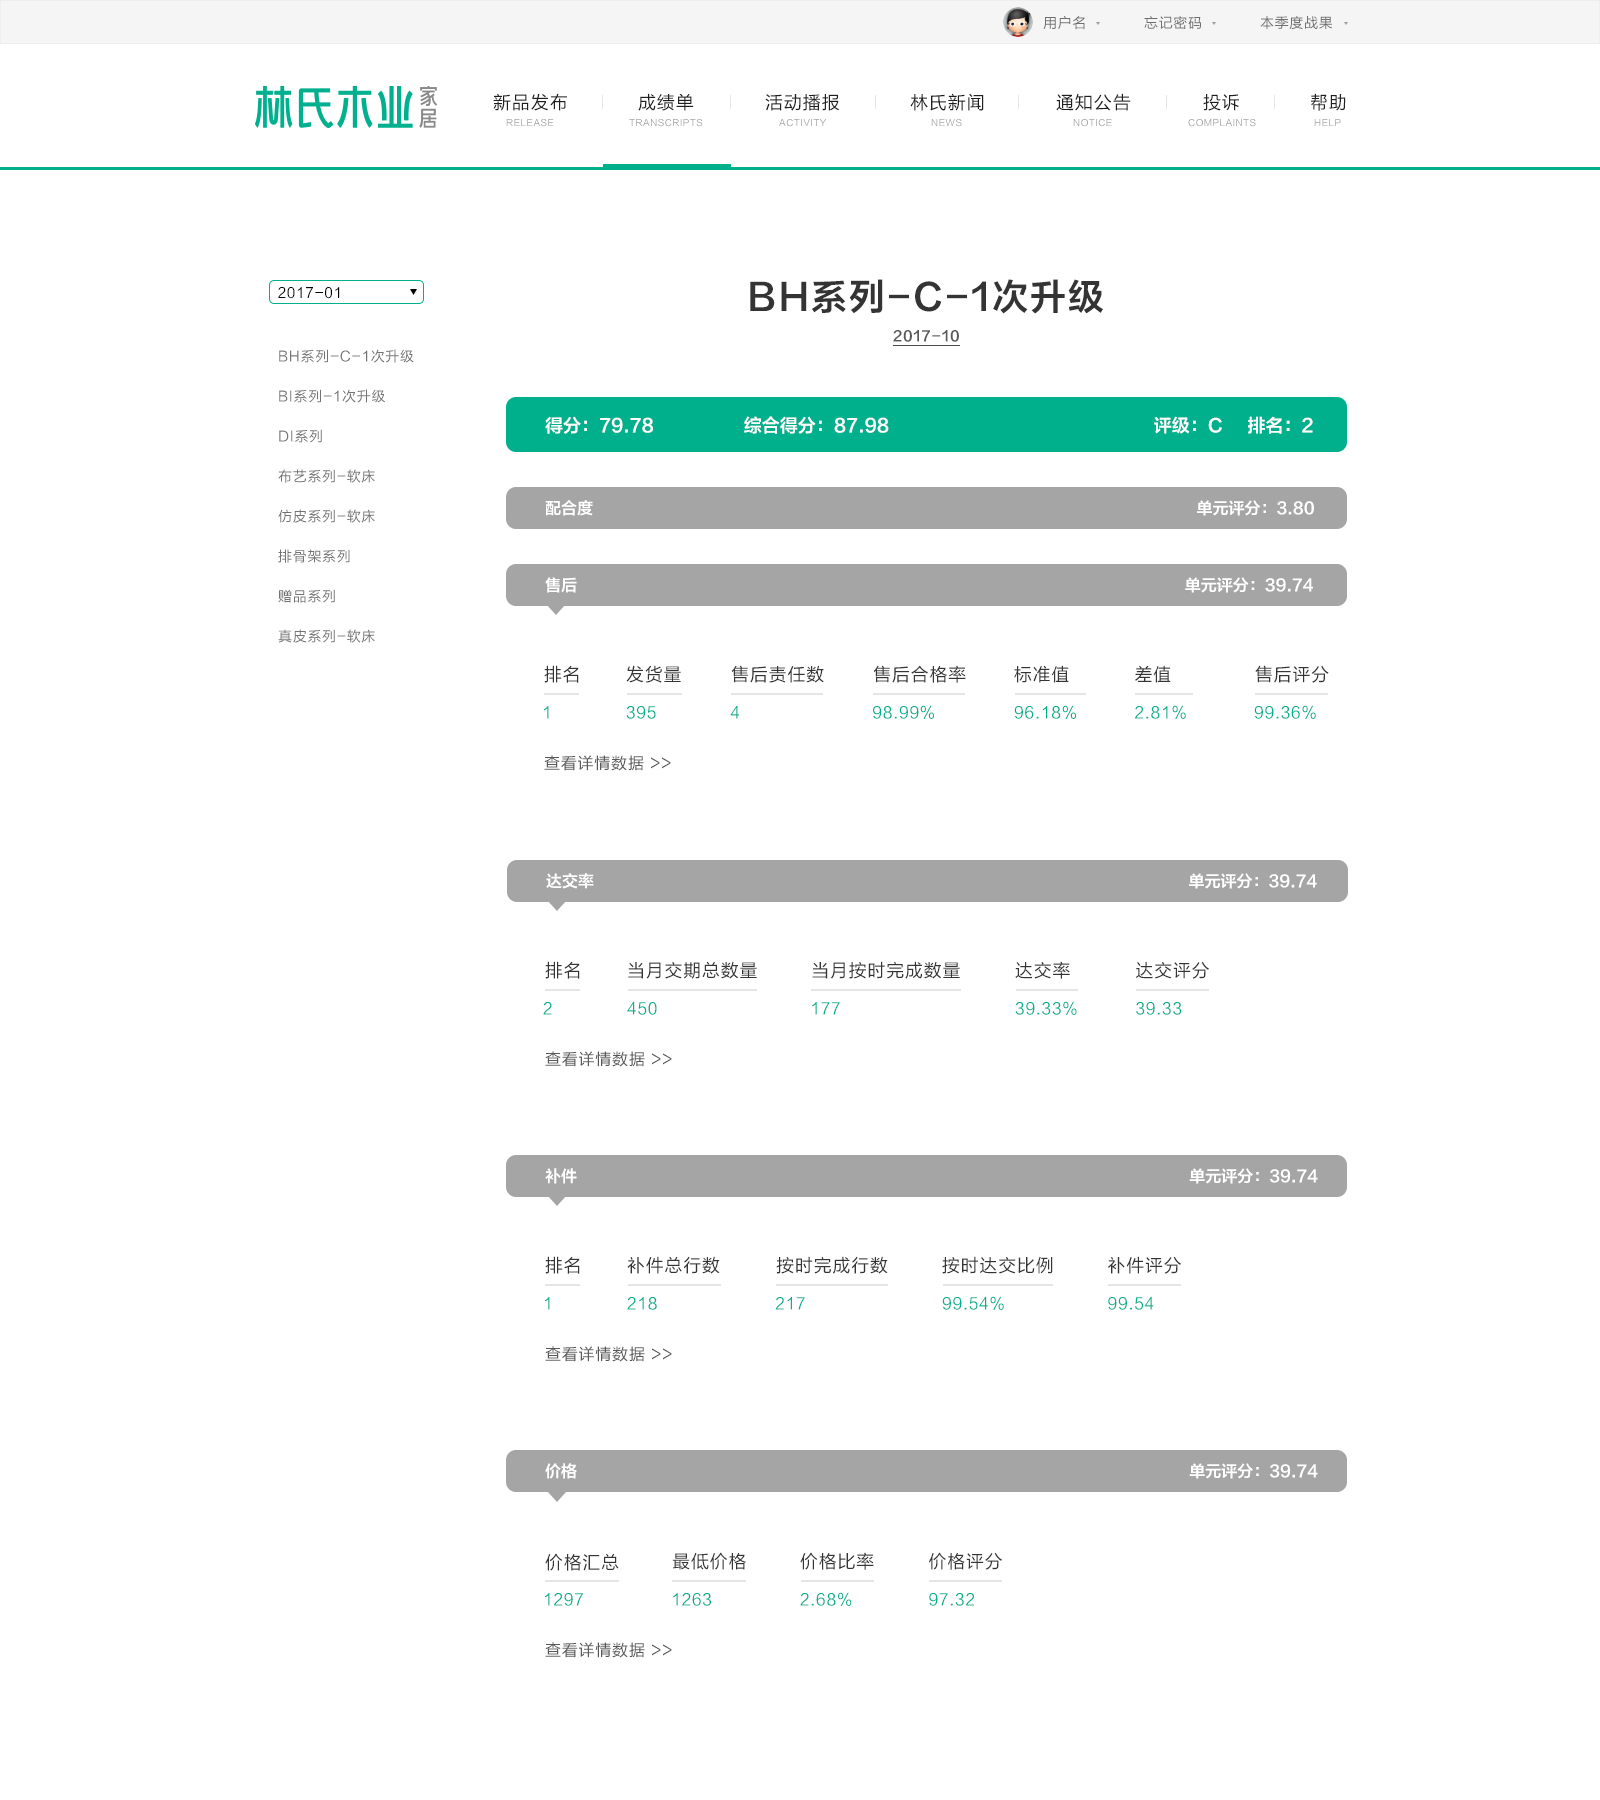 用户名 忘记密码 本季度战果
林氏木业家居
新品发布 成绩单 活动播报 林氏新闻 通知公告 投诉 帮助
RELEASE TRANSCRIPTS ACTIVITY NEWS NOTICE COMPLAINTS HELP
2017-01
BH系列-C-1次升级
BI系列-1次升级
DI系列
布艺系列-软床
仿皮系列-软床
排骨架系列
赠品系列
真皮系列-软床
BH系列-C-1次升级
2017-10
得分：79.78 综合得分：87.98 评级：C 排名：2
配合度 单元评分：3.80
售后 单元评分：39.74
排名 发货量 售后责任数 售后合格率 标准值 差值 售后评分
1 395 4 98.99% 96.18% 2.81% 99.36%
查看详情数据 >>
达交率 单元评分：39.74
排名 当月交期总数量 当月按时完成数量 达交率 达交评分
2 450 177 39.33% 39.33
查看详情数据 >>
补件 单元评分：39.74
排名 补件总行数 按时完成行数 按时达交比例 补件评分
1 218 217 99.54% 99.54
查看详情数据 >>
价格 单元评分：39.74
价格汇总 最低价格 价格比率 价格评分
1297 1263 2.68% 97.32
查看详情数据 >>